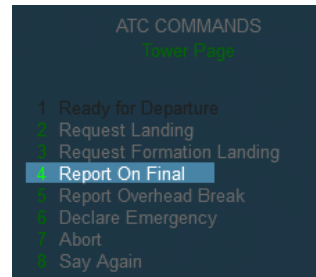 ATC COMMANDS
Tower Page
1 Ready for Departure
2 Request Landing
3 Request Formation Landing
4 Report On Final
5 Report Overhead Break
6 Declare Emergency
7 Abort
8 Say Again